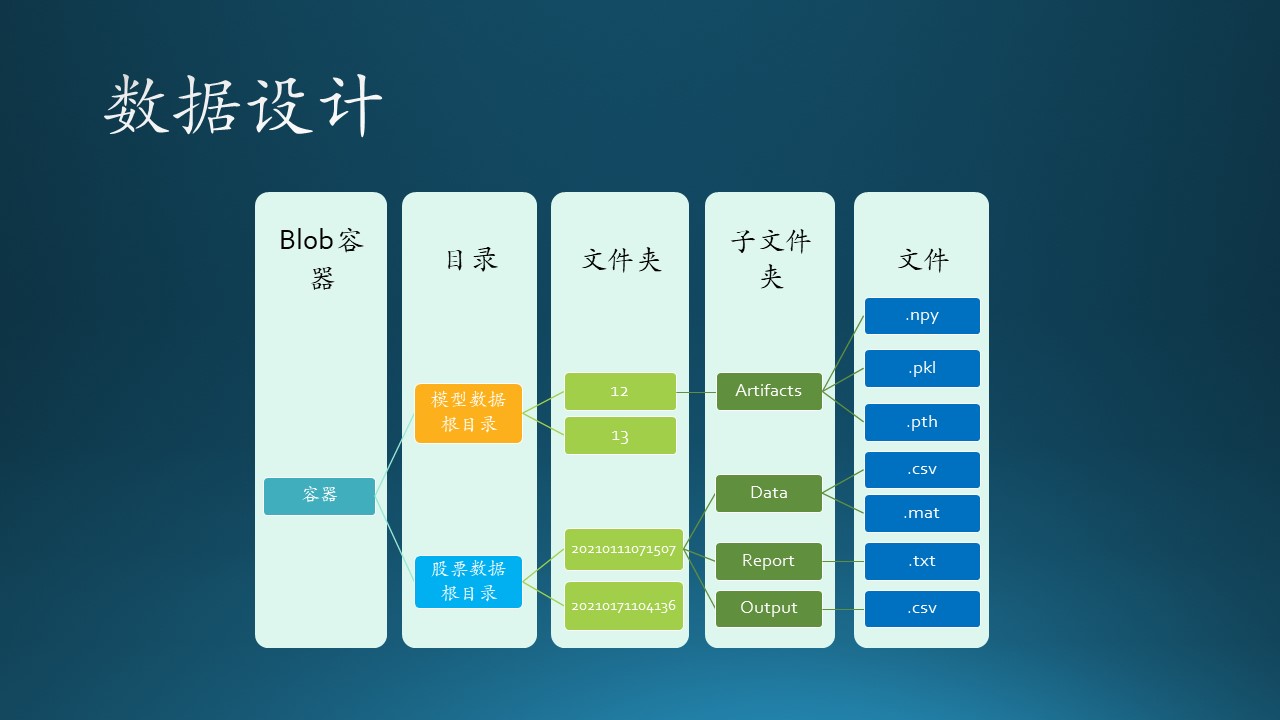 数据设计
Blob容
器
目录
文件夹
子文件
夹
文件
容器
模型数据
根目录
股票数据
根目录
12
13
20210111071507
20210171104136
Artifacts
Data
Report
Output
.npy
.pkl
.pth
.csv
.mat
.txt
.csv